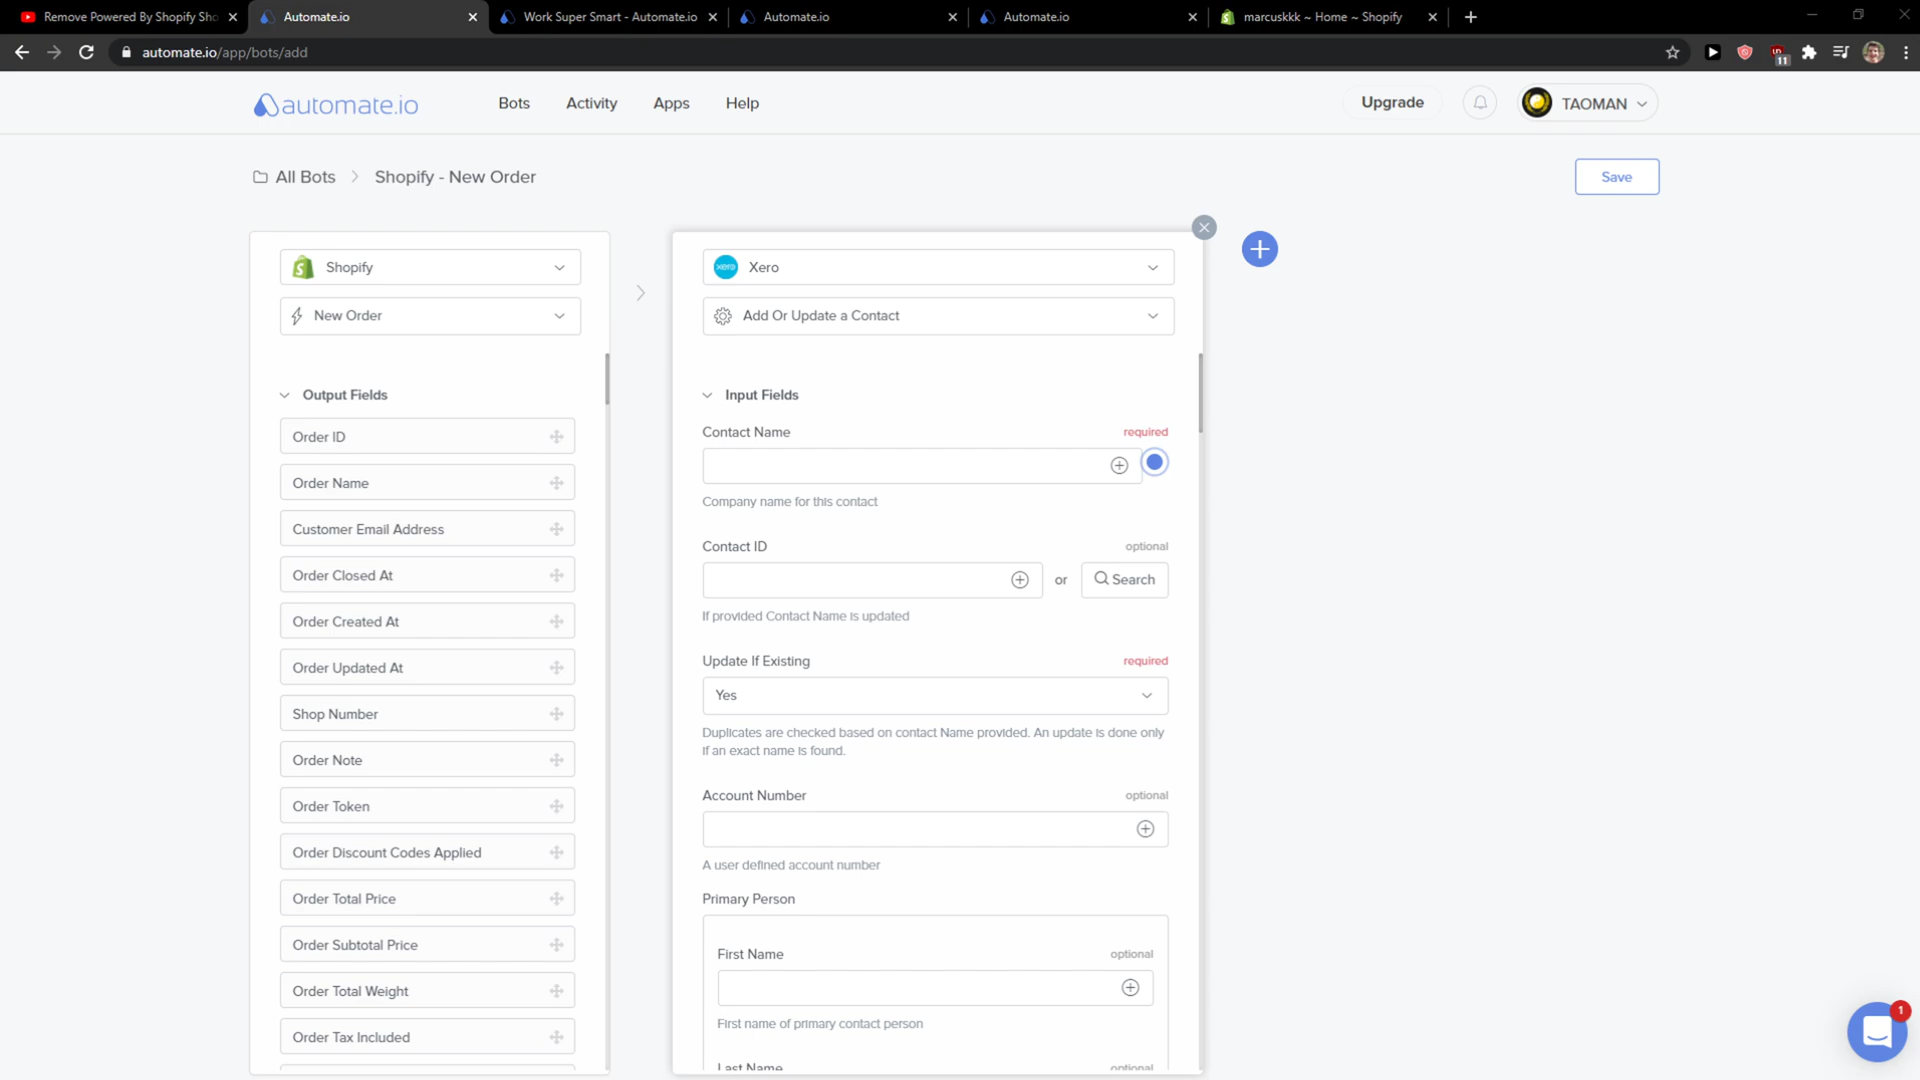 Remove Powered By Shopify Sho
Automate.io
Work Super Smart - Automate.io
Automate.io
Automate.io
marcuskkk ~ Home ~ Shopify
automate.io/app/bots/add
11
automate.io
Bots
Activity
Apps
Help
Upgrade
TAOMAN
All Bots
Shopify - New Order
Save
Shopify
New Order
Output Fields
Order ID
Order Name
Customer Email Address
Order Closed At
Order Created At
Order Updated At
Shop Number
Order Note
Order Token
Order Discount Codes Applied
Order Total Price
Order Subtotal Price
Order Total Weight
Order Tax Included
xero
Xero
Add Or Update a Contact
Input Fields
Contact Name required
Company name for this contact
Contact ID optional
or Search
If provided Contact Name is updated
Update If Existing required
Yes
Duplicates are checked based on contact Name provided. An update is done only
if an exact name is found.
Account Number optional
A user defined account number
Primary Person
First Name optional
First name of primary contact person
Last Name optional
1